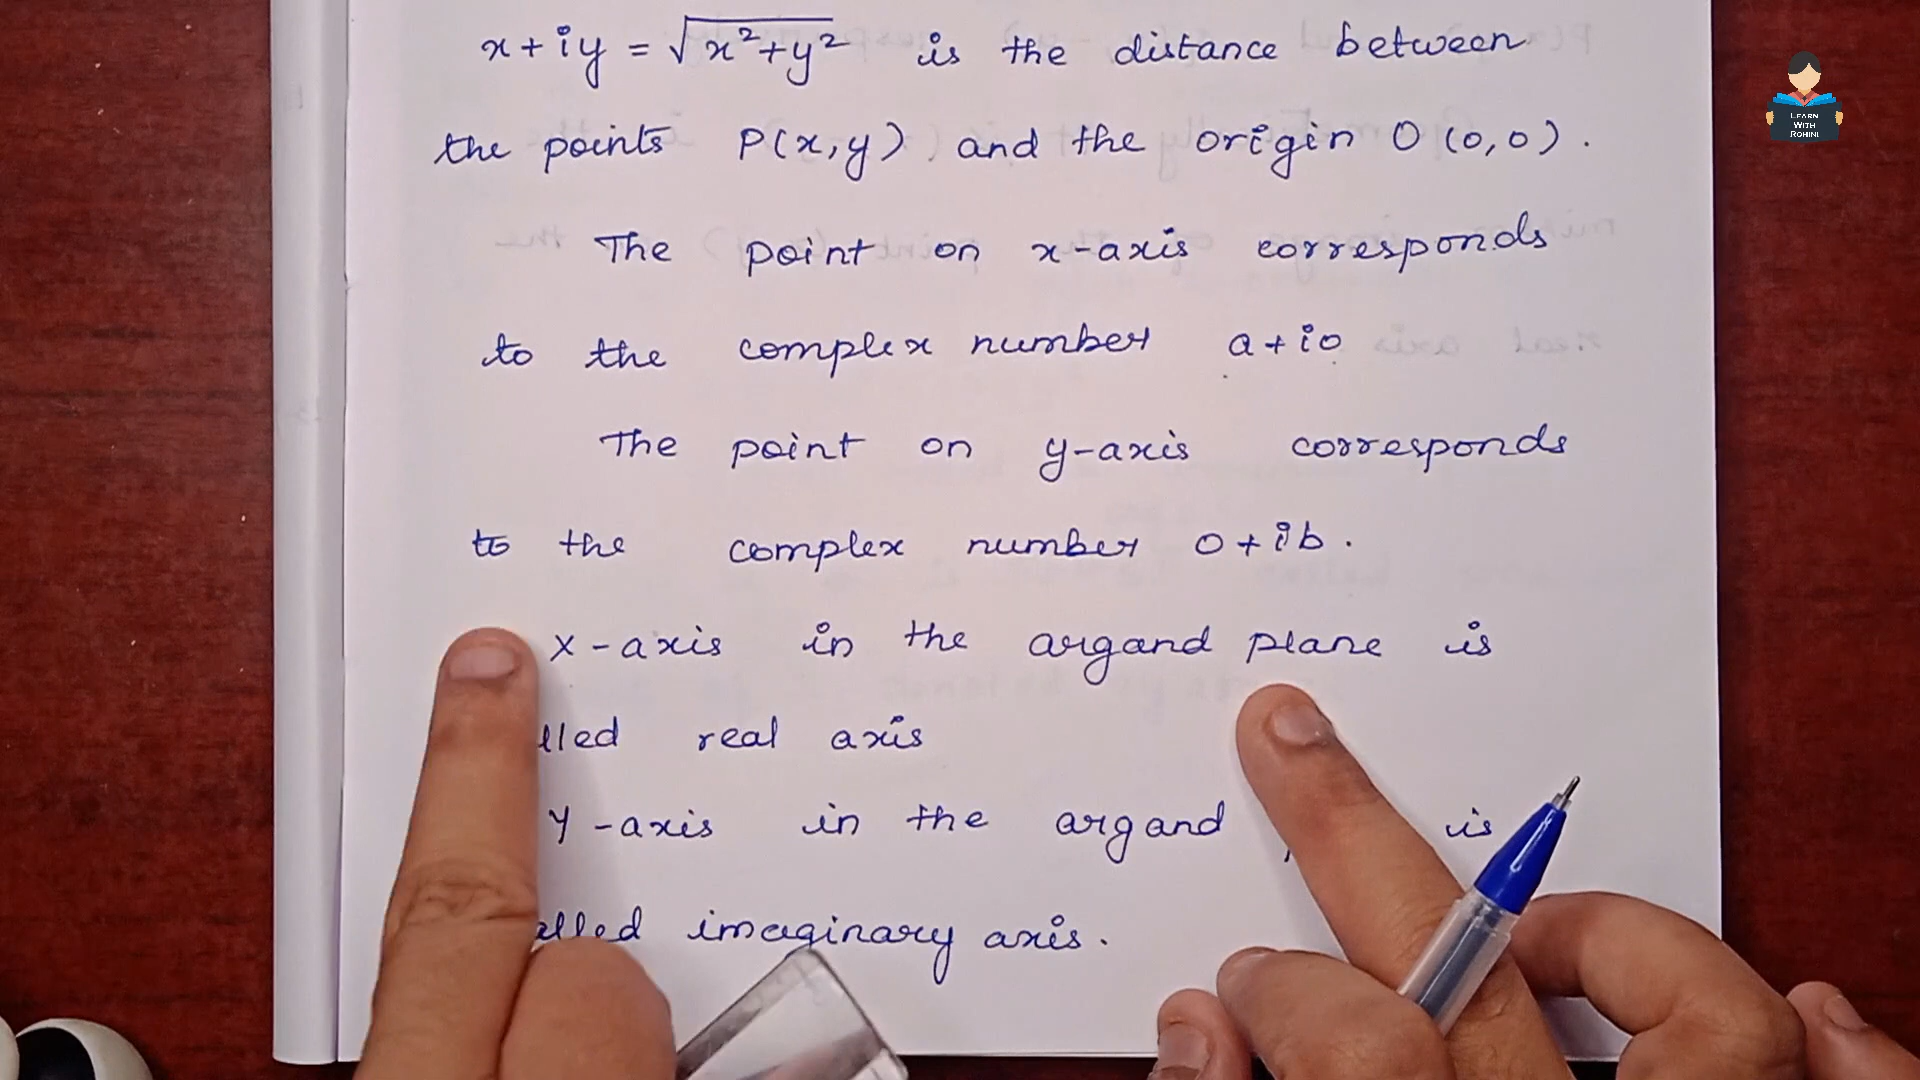 x+iy = √x²+y² is the distance between
the points P(x,y) and the origin O (0,0).
The point on x-axis corresponds
to the complex number a+i0
The point on y-axis corresponds
to the complex number 0+ib.
X-axis in the argand plane is
lled real axis
Y-axis in the argand is
alled imaginary axis.
LEARN
WITH
ROHINI